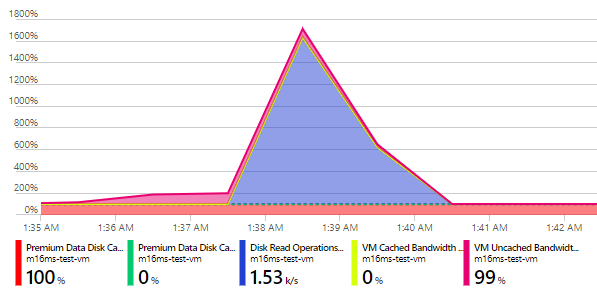 1800%
1600%
1400%
1200%
1000%
800%
600%
400%
200%
0%
1:35 AM 1:36 AM 1:37 AM 1:38 AM 1:39 AM 1:40 AM 1:41 AM 1:42 AM
Premium Data Disk Ca... Premium Data Disk Ca... Disk Read Operations... VM Cached Bandwidth ... VM Uncached Bandwidt...
m16ms-test-vm m16ms-test-vm m16ms-test-vm m16ms-test-vm m16ms-test-vm
100 % 0 % 1.53 k/s 0 % 99 %